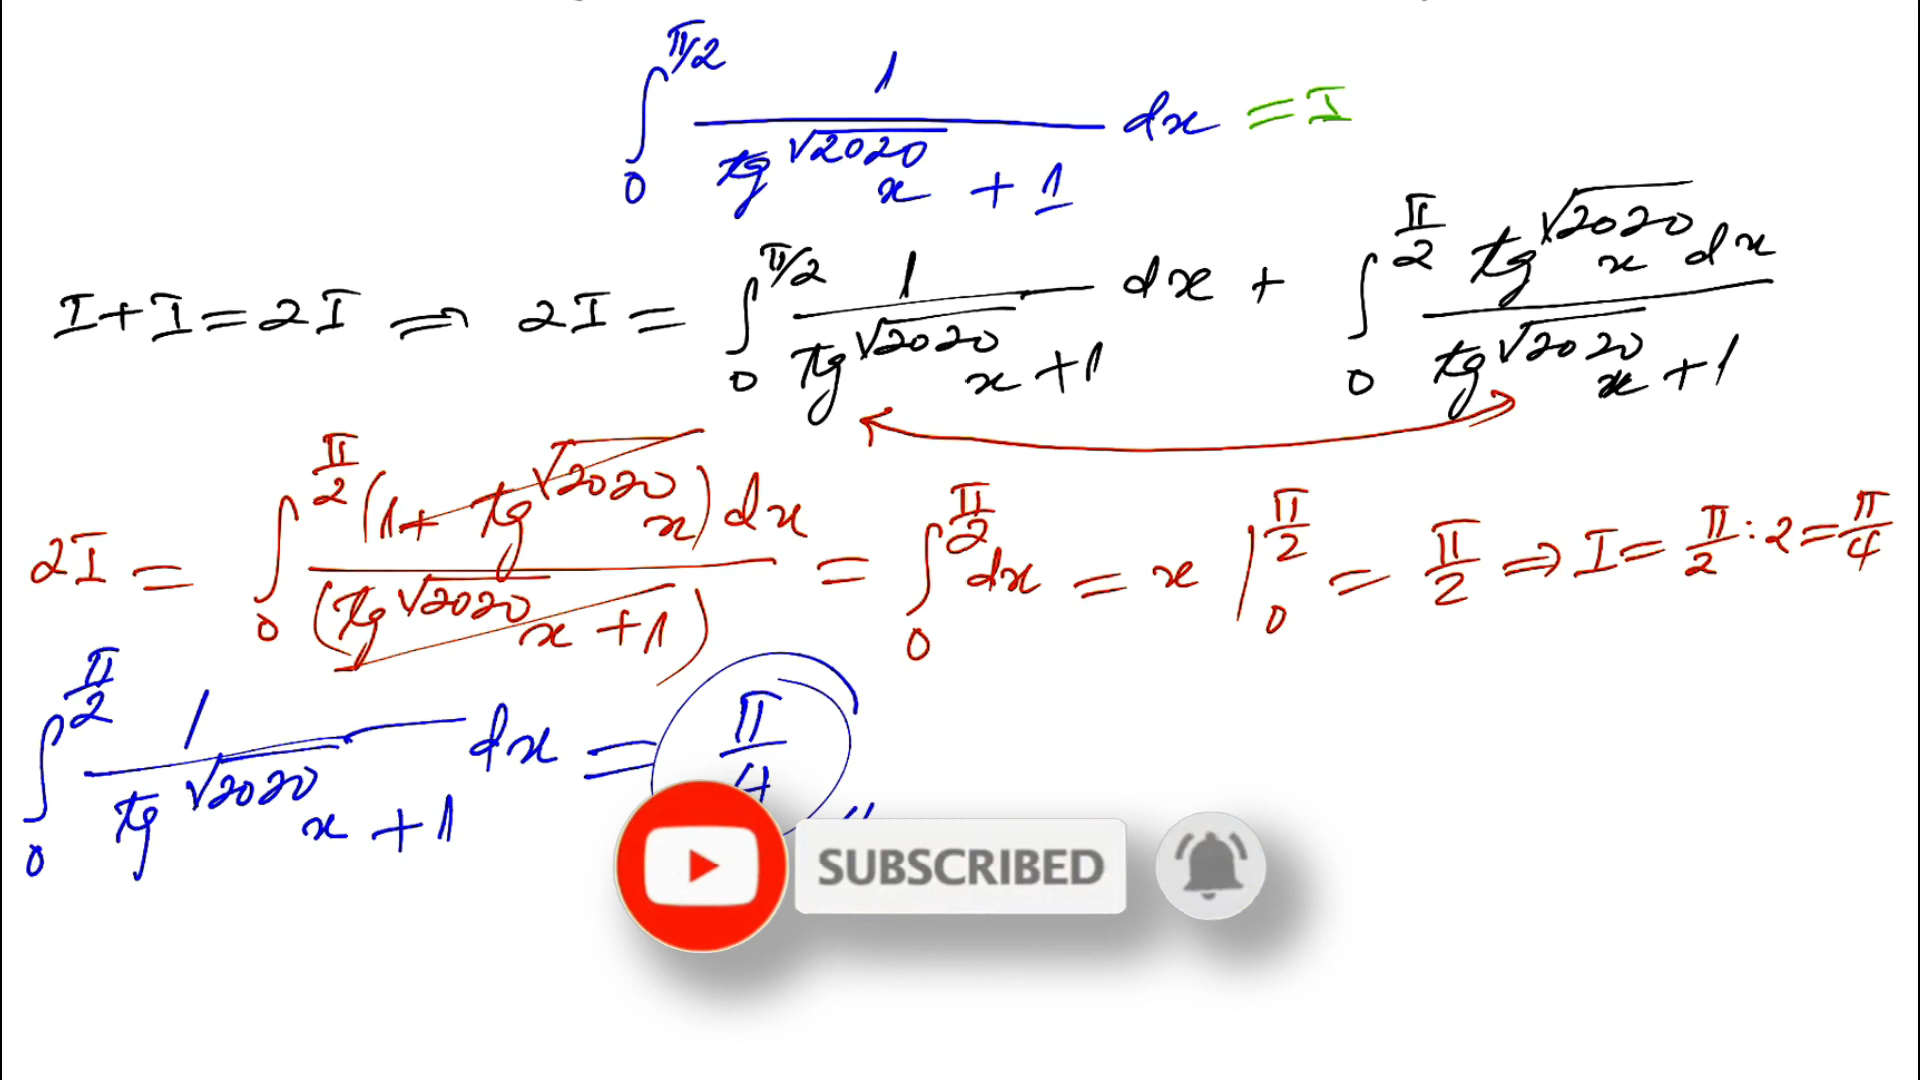 ∫₀^{π/2} 1/(tg^{√2020} x + 1) dx = I
I + I = 2I ⇒ 2I = ∫₀^{π/2} 1/(tg^{√2020} x + 1) dx + ∫₀^{π/2} tg^{√2020} x dx/(tg^{√2020} x + 1)
2I = ∫₀^{π/2} (1 + tg^{√2020} x) dx/(tg^{√2020} x + 1) = ∫₀^{π/2} dx = x |₀^{π/2} = π/2 ⇒ I = π/2 : 2 = π/4
∫₀^{π/2} 1/(tg^{√2020} x + 1) dx = π/4 //
SUBSCRIBED